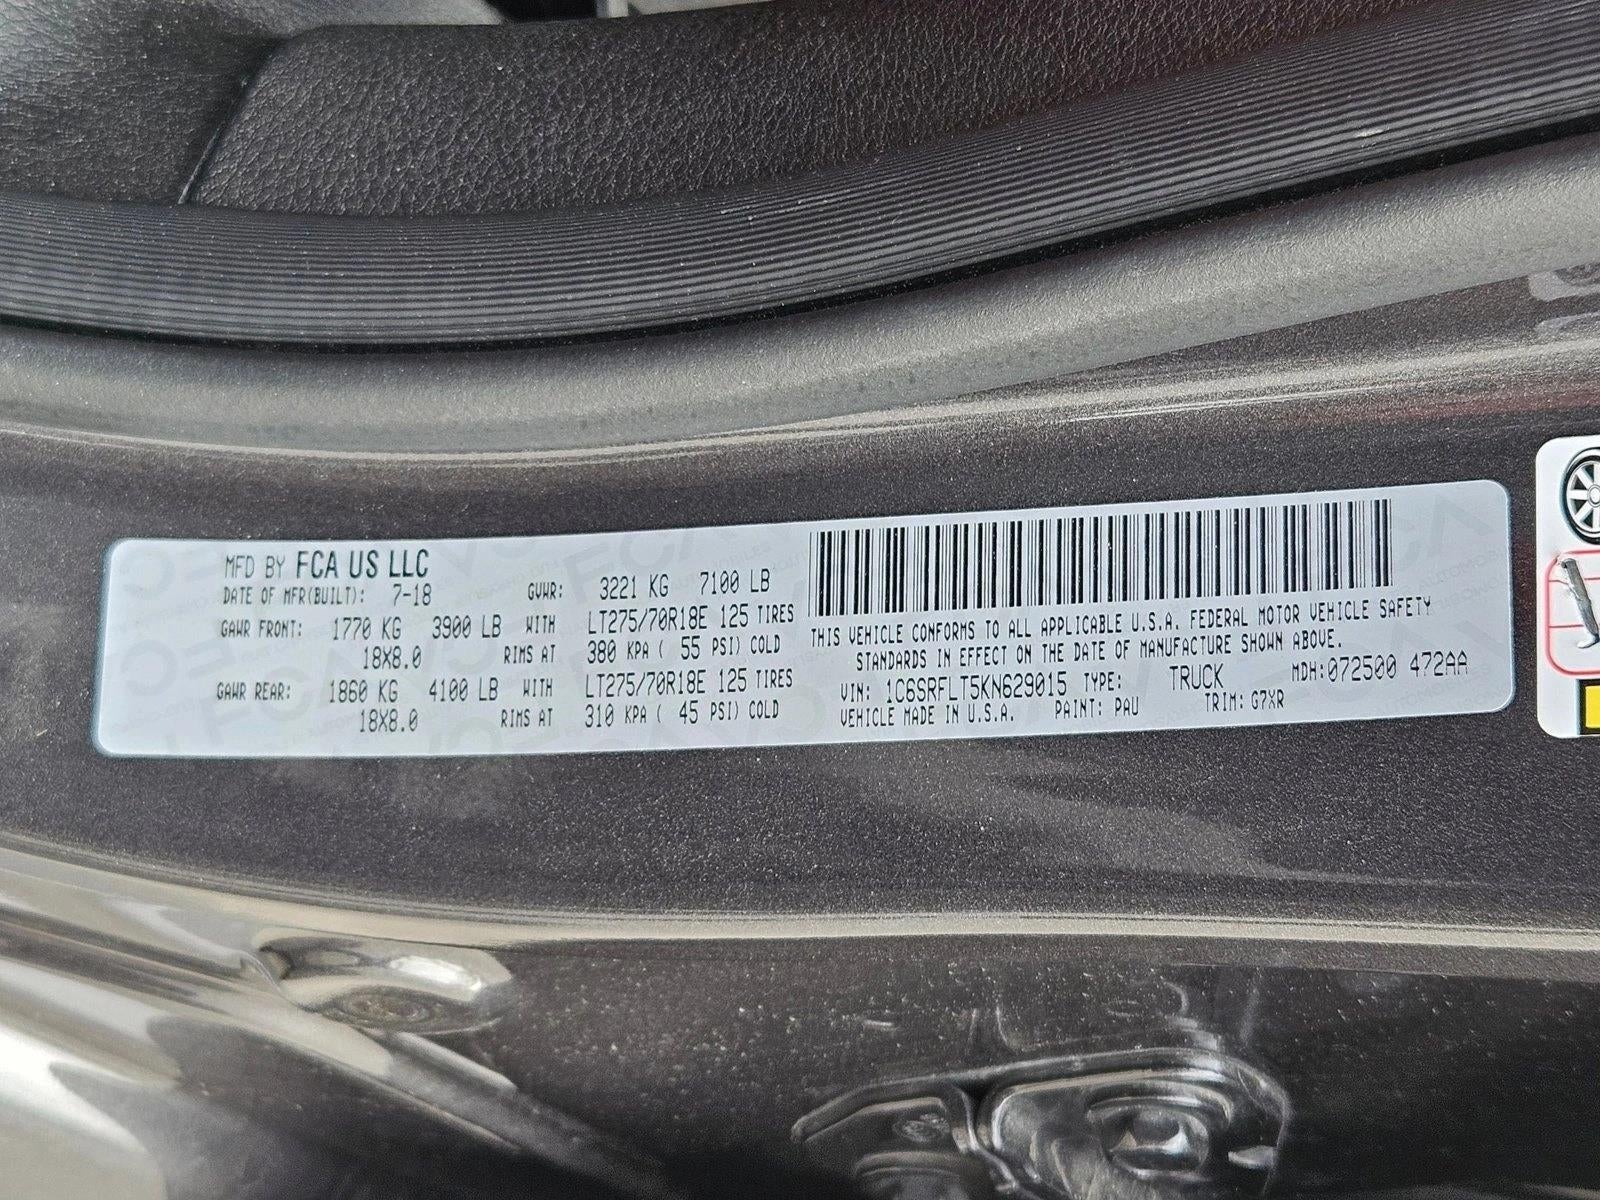 MFD BY FCA US LLC
DATE OF MFR(BUILT): 7-18 GVWR: 3221 KG 7100 LB
GAWR FRONT: 1770 KG 3900 LB WITH LT275/70R18E 125 TIRES
18X8.0 RIMS AT 380 KPA ( 55 PSI) COLD
GAWR REAR: 1860 KG 4100 LB WITH LT275/70R18E 125 TIRES
18X8.0 RIMS AT 310 KPA ( 45 PSI) COLD
THIS VEHICLE CONFORMS TO ALL APPLICABLE U.S.A. FEDERAL MOTOR VEHICLE SAFETY
STANDARDS IN EFFECT ON THE DATE OF MANUFACTURE SHOWN ABOVE.
VIN: 1C6SRFLT5KN629015 TYPE: TRUCK MDH:072500 472AA
VEHICLE MADE IN U.S.A. PAINT: PAU TRIM: G7XR